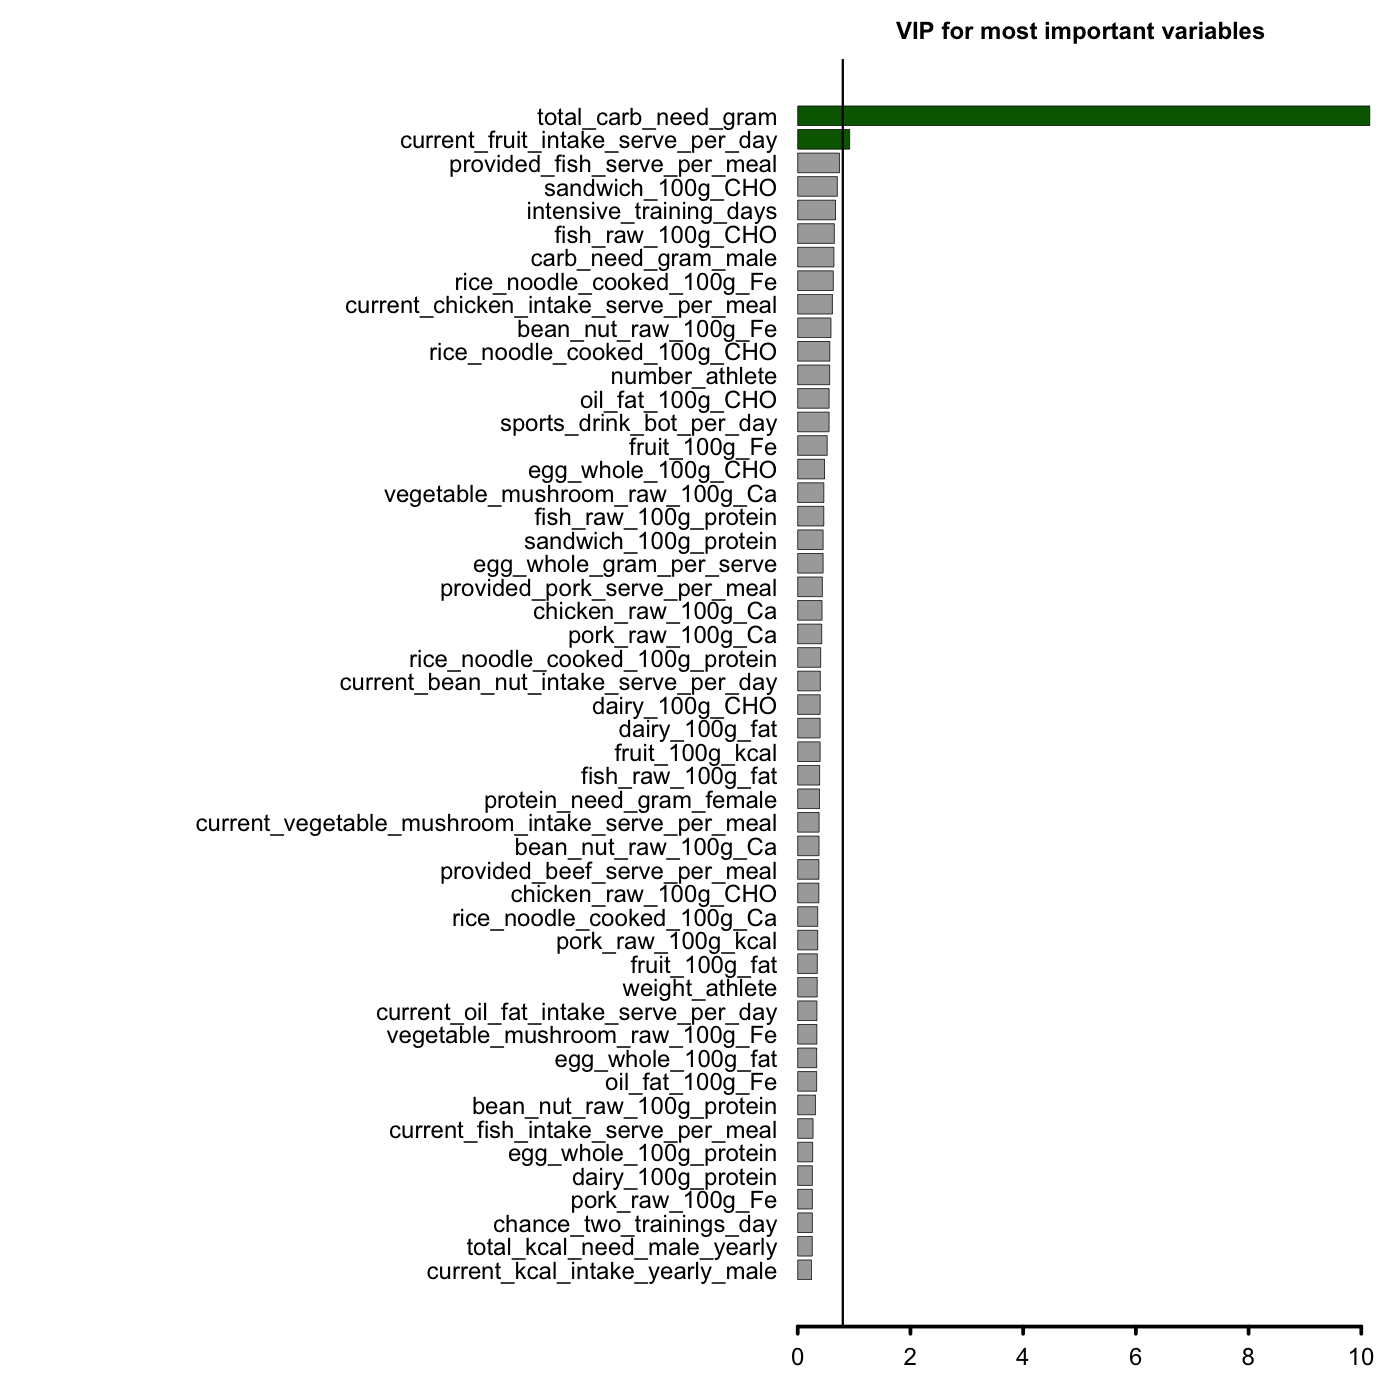 VIP for most important variables
total_carb_need_gram
current_fruit_intake_serve_per_day
provided_fish_serve_per_meal
sandwich_100g_CHO
intensive_training_days
fish_raw_100g_CHO
carb_need_gram_male
rice_noodle_cooked_100g_Fe
current_chicken_intake_serve_per_meal
bean_nut_raw_100g_Fe
rice_noodle_cooked_100g_CHO
number_athlete
oil_fat_100g_CHO
sports_drink_bot_per_day
fruit_100g_Fe
egg_whole_100g_CHO
vegetable_mushroom_raw_100g_Ca
fish_raw_100g_protein
sandwich_100g_protein
egg_whole_gram_per_serve
provided_pork_serve_per_meal
chicken_raw_100g_Ca
pork_raw_100g_Ca
rice_noodle_cooked_100g_protein
current_bean_nut_intake_serve_per_day
dairy_100g_CHO
dairy_100g_fat
fruit_100g_kcal
fish_raw_100g_fat
protein_need_gram_female
current_vegetable_mushroom_intake_serve_per_meal
bean_nut_raw_100g_Ca
provided_beef_serve_per_meal
chicken_raw_100g_CHO
rice_noodle_cooked_100g_Ca
pork_raw_100g_kcal
fruit_100g_fat
weight_athlete
current_oil_fat_intake_serve_per_day
vegetable_mushroom_raw_100g_Fe
egg_whole_100g_fat
oil_fat_100g_Fe
bean_nut_raw_100g_protein
current_fish_intake_serve_per_meal
egg_whole_100g_protein
dairy_100g_protein
pork_raw_100g_Fe
chance_two_trainings_day
total_kcal_need_male_yearly
current_kcal_intake_yearly_male
0 2 4 6 8 10